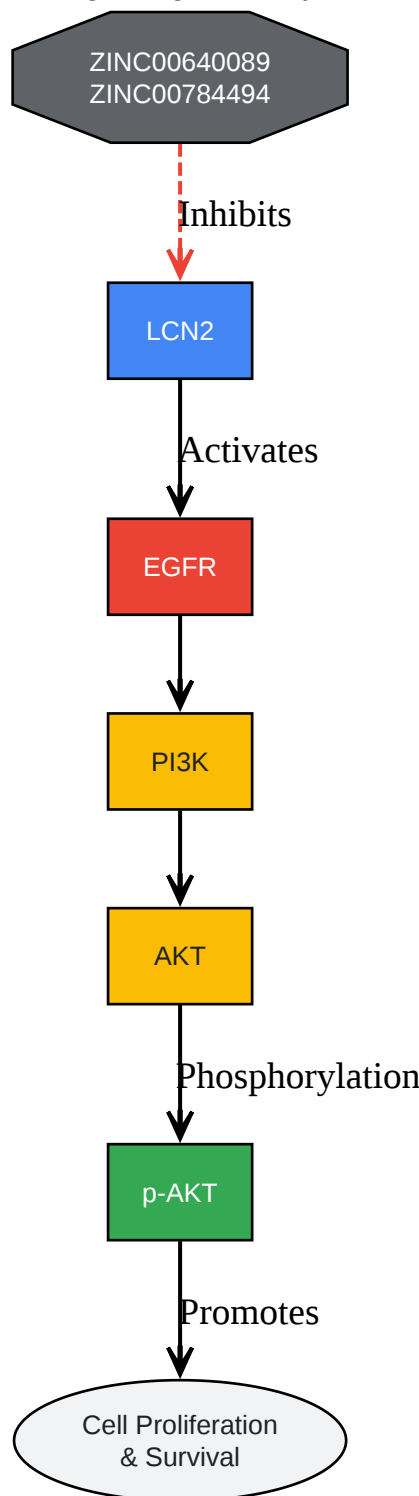 ZINC00640089
ZINC00784494
Inhibits
LCN2
Activates
EGFR
PI3K
AKT
Phosphorylation
p-AKT
Promotes
Cell Proliferation
& Survival